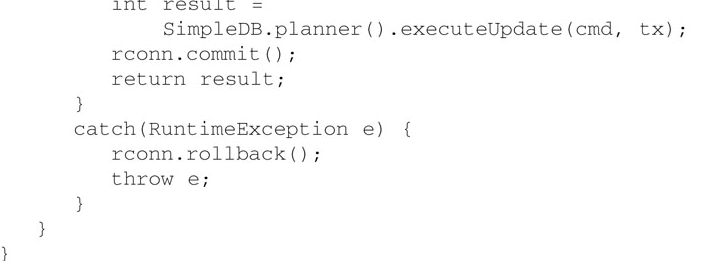 int result =
SimpleDB.planner().executeUpdate(cmd, tx);
rconn.commit();
return result;
}
catch(RuntimeException e) {
rconn.rollback();
throw e;
}
}
}